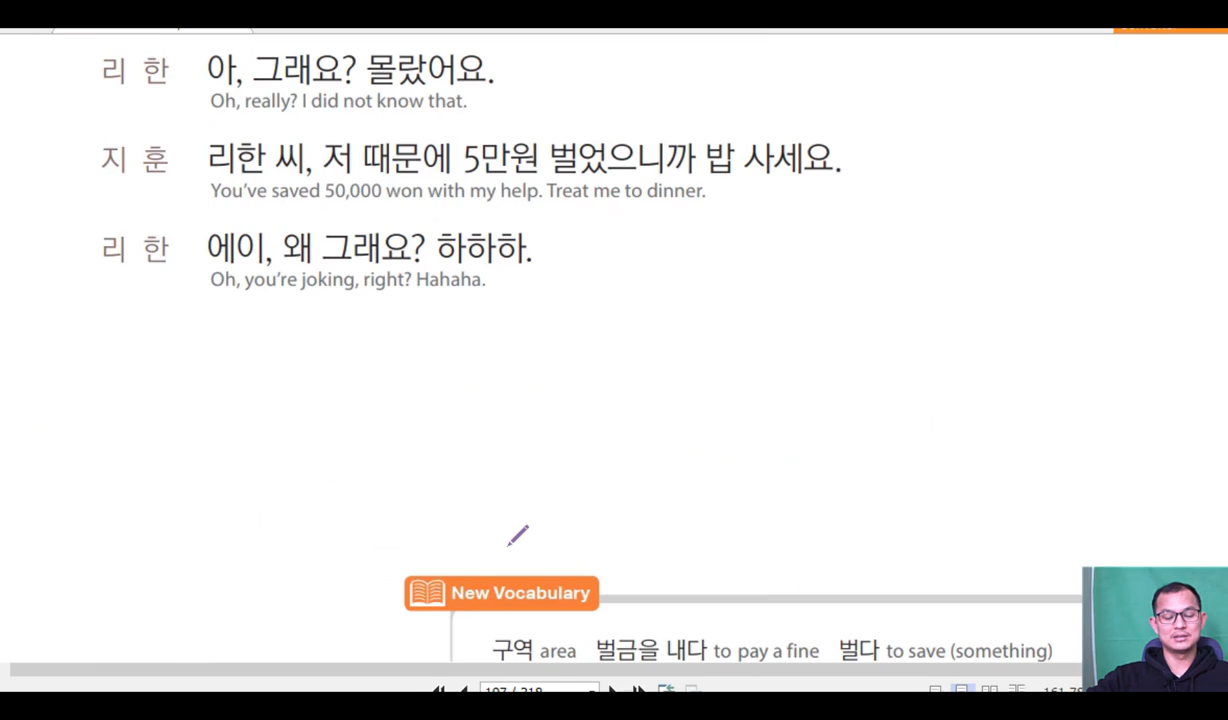 리 한 아, 그래요? 몰랐어요.
Oh, really? I did not know that.
지 훈 리한 씨, 저 때문에 5만원 벌었으니까 밥 사세요.
You've saved 50,000 won with my help. Treat me to dinner.
리 한 에이, 왜 그래요? 하하하.
Oh, you're joking, right? Hahaha.
New Vocabulary
구역 area 벌금을 내다 to pay a fine 벌다 to save (something)
197 / 218